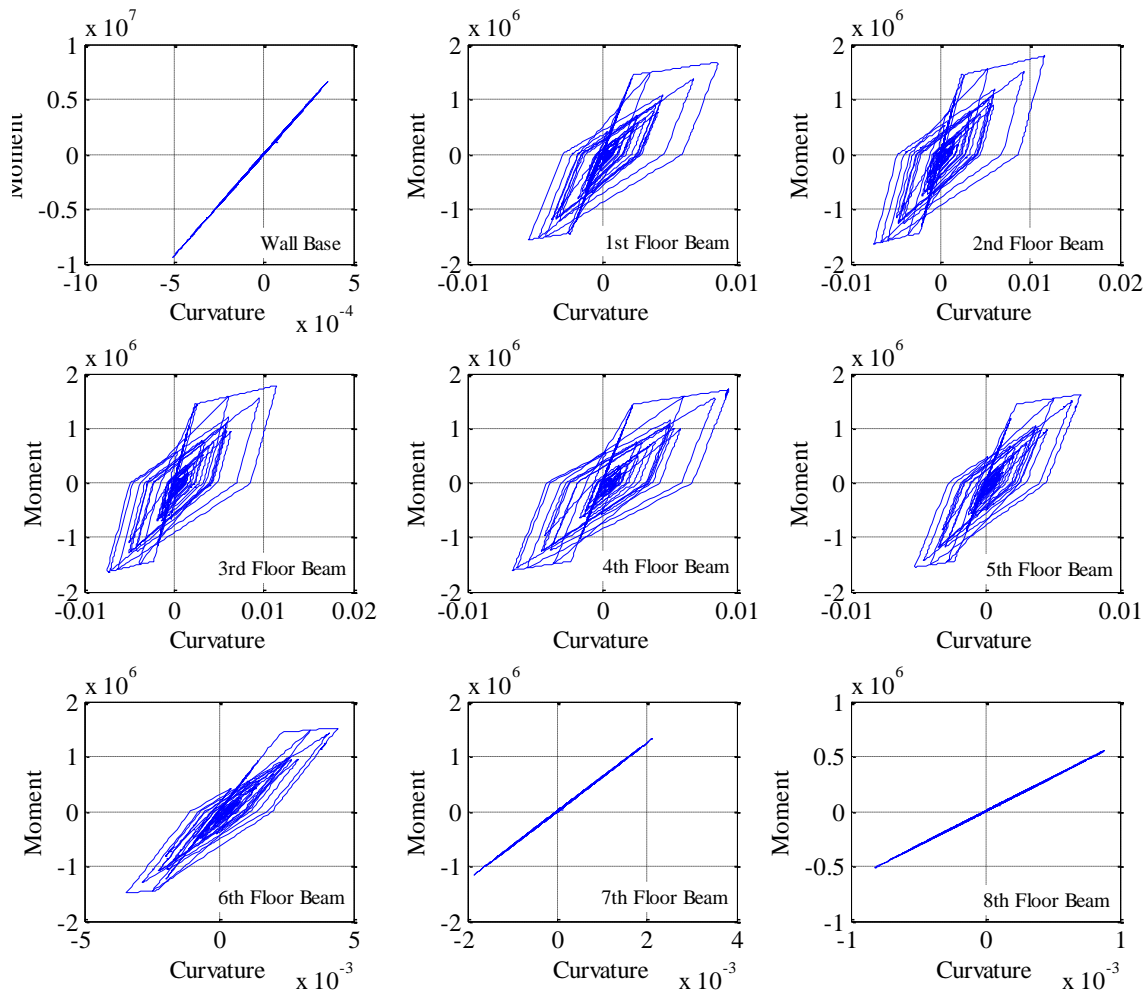 x 10^7
1
0.5
0
-0.5
-1
-10 -5 0 5
Moment
Wall Base
Curvature
x 10^-4
x 10^6
2
1
0
-1
-2
-0.01 0 0.01
Moment
1st Floor Beam
Curvature
x 10^6
2
1
0
-1
-2
-0.01 0 0.01 0.02
Moment
2nd Floor Beam
Curvature
x 10^6
2
1
0
-1
-2
-0.01 0 0.01 0.02
Moment
3rd Floor Beam
Curvature
x 10^6
2
1
0
-1
-2
-0.01 0 0.01
Moment
4th Floor Beam
Curvature
x 10^6
2
1
0
-1
-2
-0.01 0 0.01
Moment
5th Floor Beam
Curvature
x 10^6
2
1
0
-1
-2
-5 0 5
Moment
6th Floor Beam
Curvature
x 10^-3
x 10^6
2
1
0
-1
-2
-2 0 2 4
Moment
7th Floor Beam
Curvature
x 10^-3
x 10^6
1
0.5
0
-0.5
-1
-1 0 1
Moment
8th Floor Beam
Curvature
x 10^-3